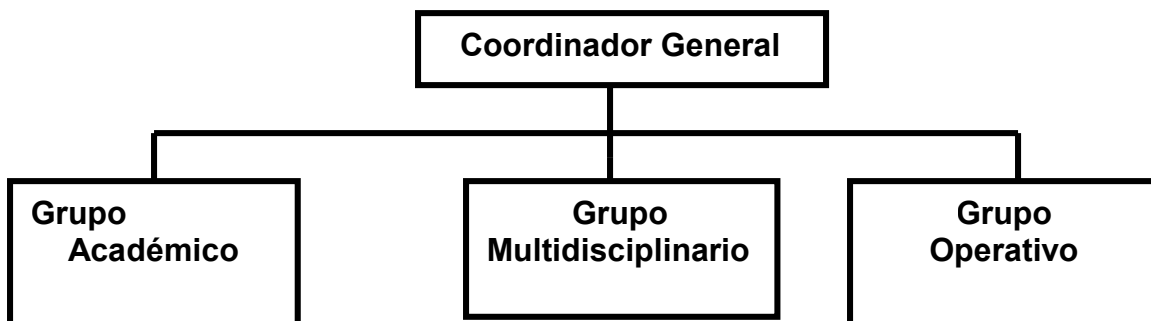 Coordinador General
Grupo
Académico
Grupo
Multidisciplinario
Grupo
Operativo